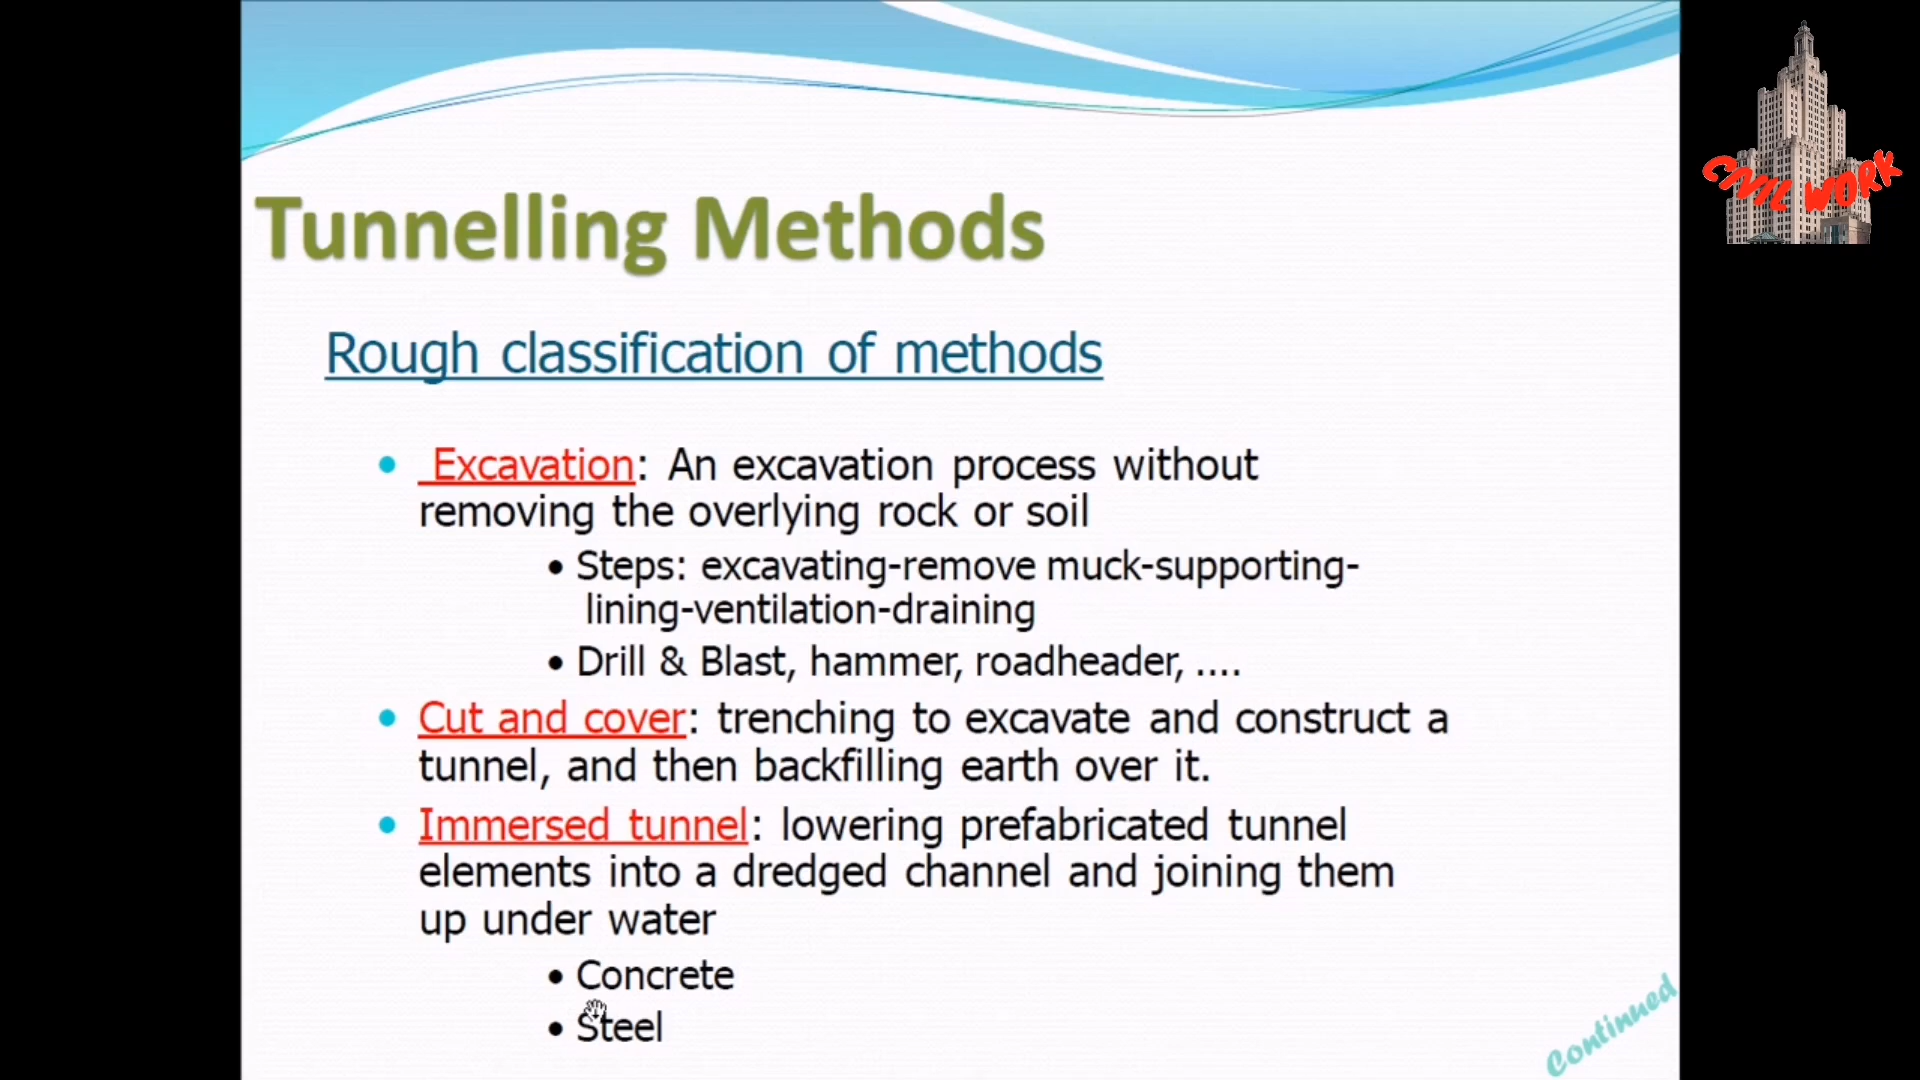 CIVIL WORK
Tunnelling Methods
Rough classification of methods
• Excavation: An excavation process without
removing the overlying rock or soil
• Steps: excavating-remove muck-supporting-
lining-ventilation-draining
• Drill & Blast, hammer, roadheader, ....
• Cut and cover: trenching to excavate and construct a
tunnel, and then backfilling earth over it.
• Immersed tunnel: lowering prefabricated tunnel
elements into a dredged channel and joining them
up under water
• Concrete
• Steel
Continued